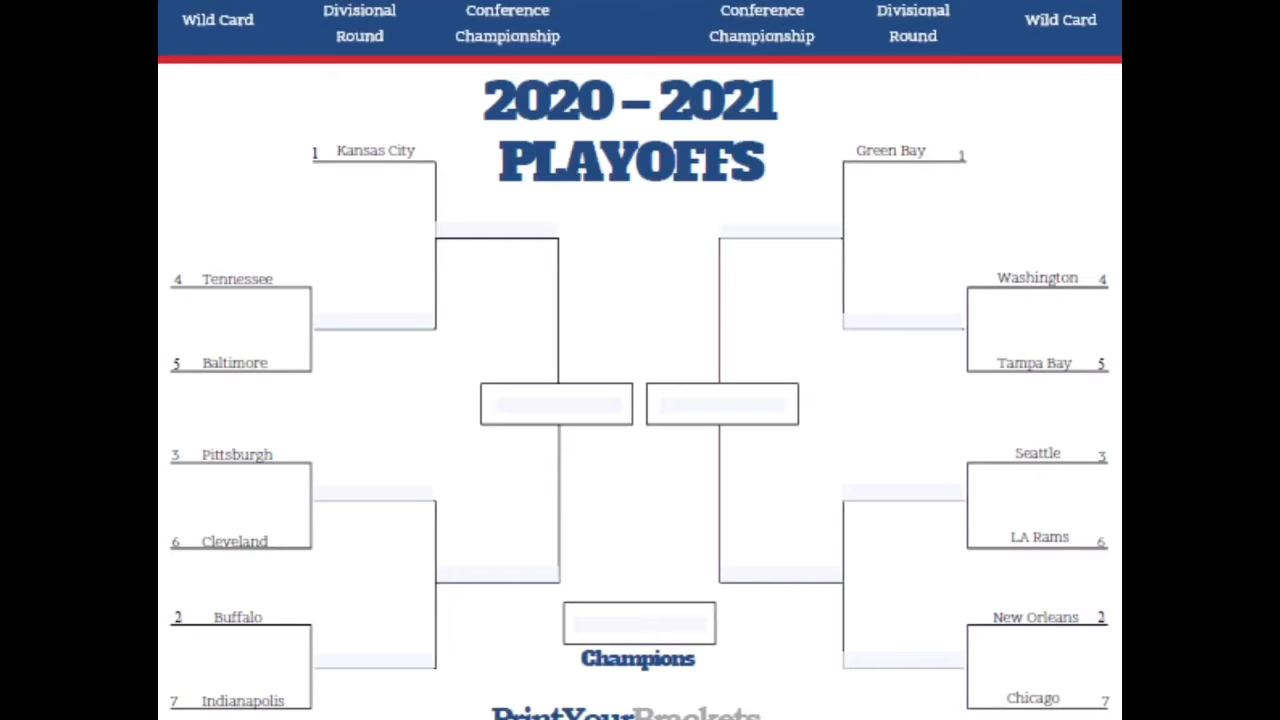 Wild Card
Divisional
Round
Conference
Championship
Conference
Championship
Divisional
Round
Wild Card
2020 – 2021
PLAYOFFS
1 Kansas City
Green Bay 1
4 Tennessee
Washington 4
5 Baltimore
Tampa Bay 5
3 Pittsburgh
Seattle 3
6 Cleveland
LA Rams 6
2 Buffalo
New Orleans 2
Champions
7 Indianapolis
Chicago 7
PrintYourBrackets